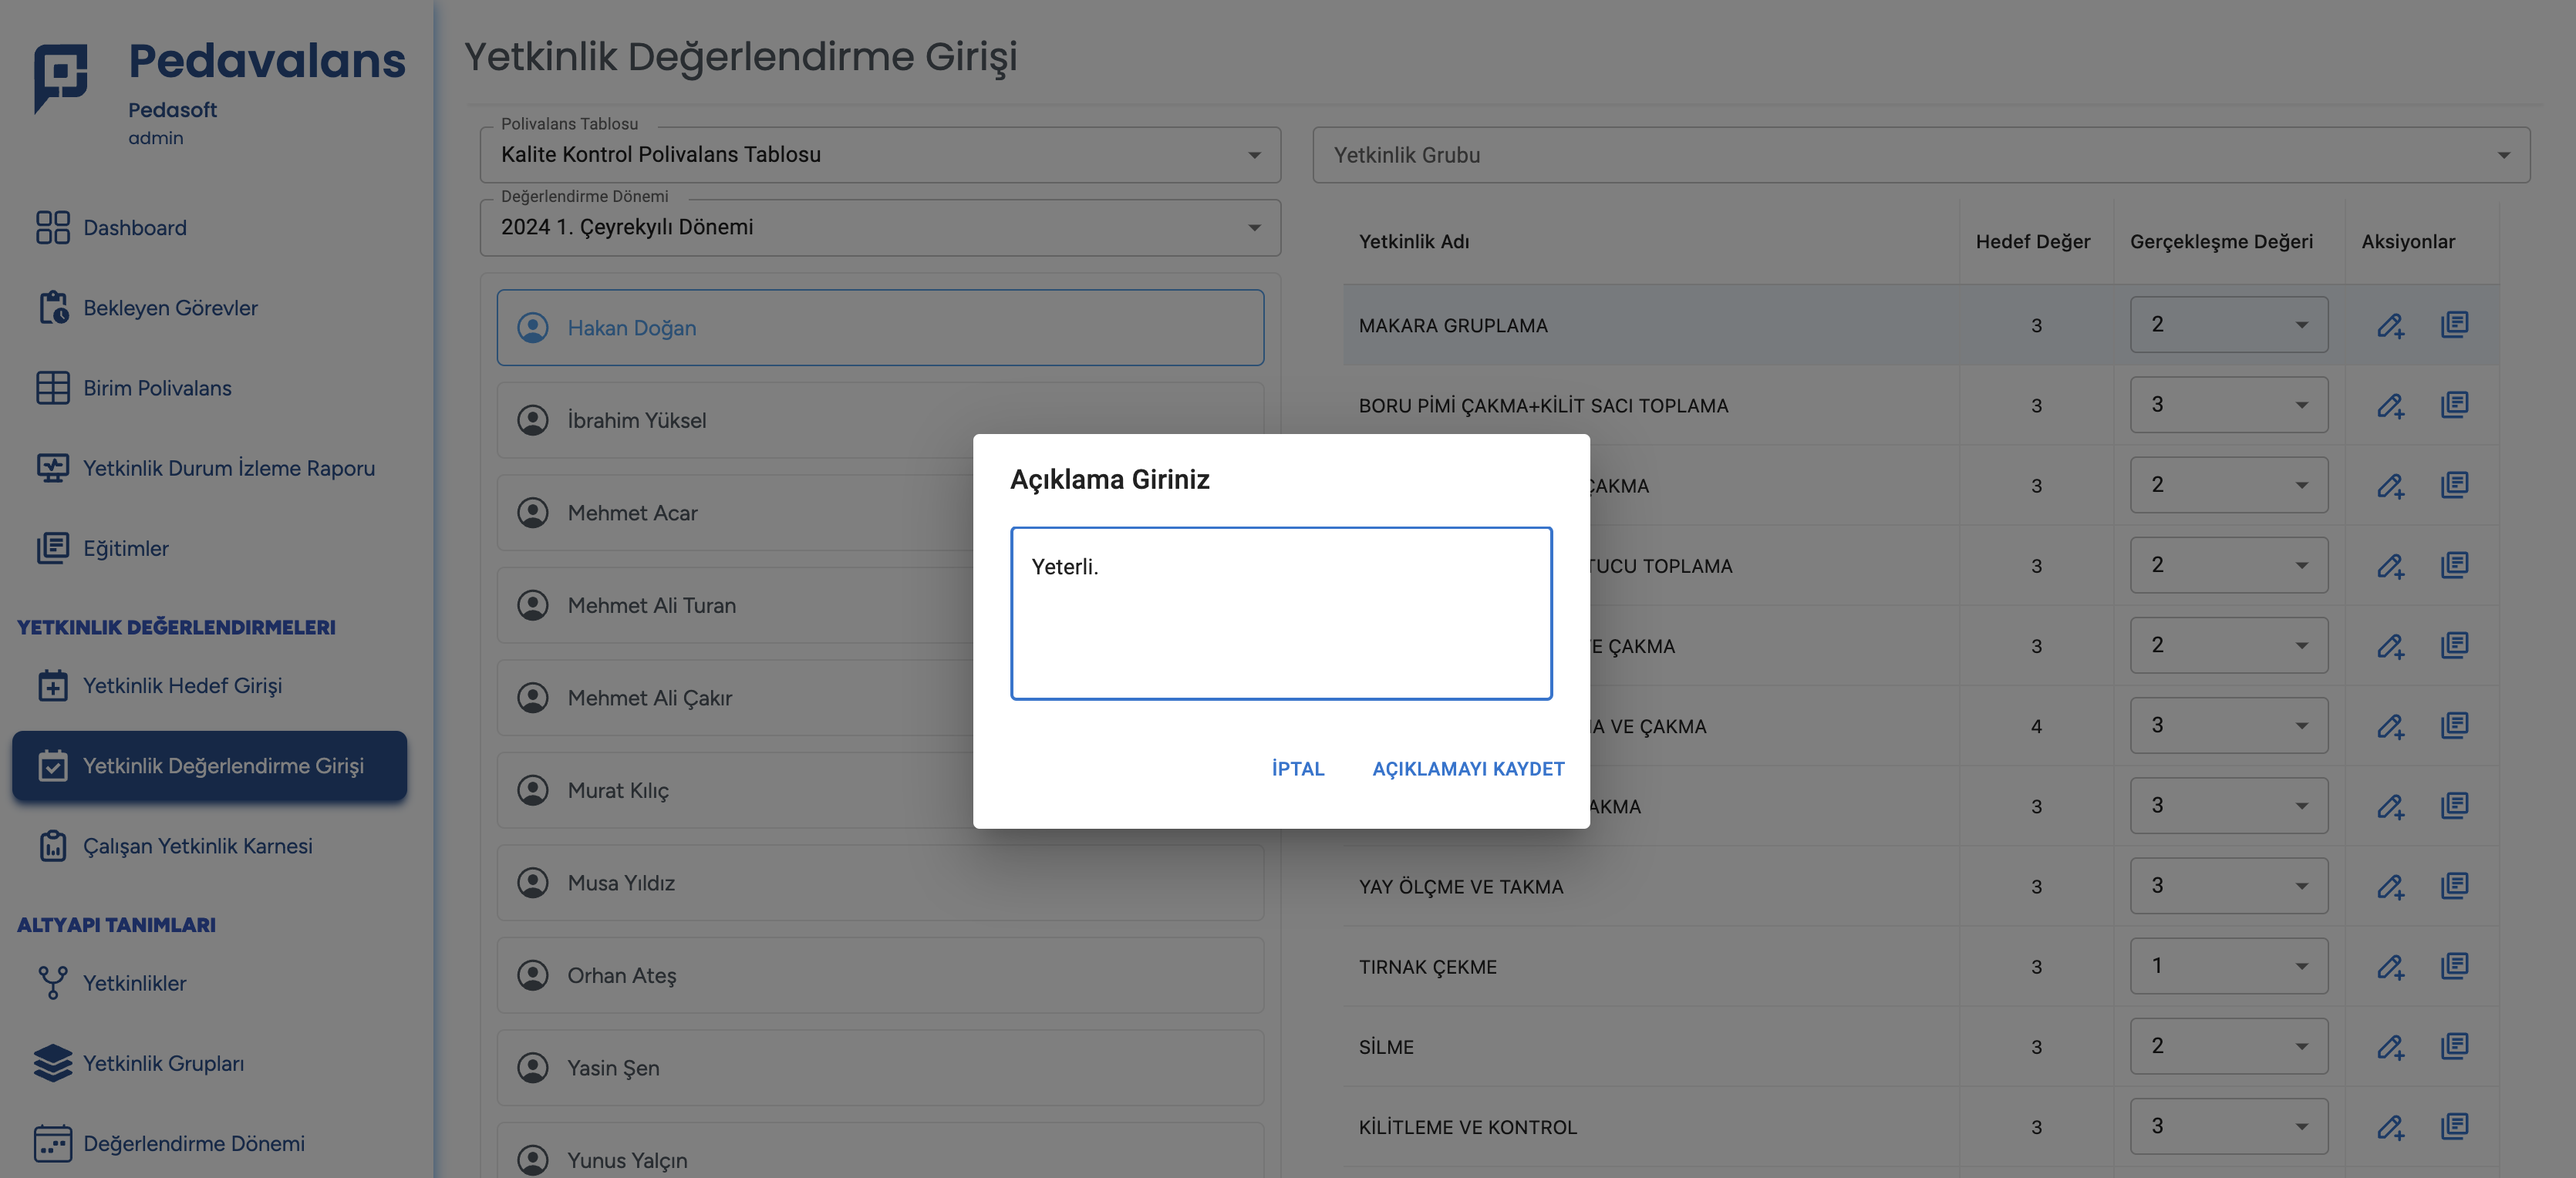 Pedavalans
Pedasoft
admin
Dashboard
Bekleyen Görevler
Birim Polivalans
Yetkinlik Durum İzleme Raporu
Eğitimler
YETKINLIK DEĞERLENDIRMELERI
Yetkinlik Hedef Girişi
Yetkinlik Değerlendirme Girişi
Çalışan Yetkinlik Karnesi
ALTYAPI TANIMLARI
Yetkinlikler
Yetkinlik Grupları
Değerlendirme Dönemi
Yetkinlik Değerlendirme Girişi
Polivalans Tablosu
Kalite Kontrol Polivalans Tablosu
Değerlendirme Dönemi
2024 1. Çeyrekyılı Dönemi
Hakan Doğan
İbrahim Yüksel
Mehmet Acar
Mehmet Ali Turan
Mehmet Ali Çakır
Murat Kılıç
Musa Yıldız
Orhan Ateş
Yasin Şen
Yunus Yalçın
Yetkinlik Grubu
Yetkinlik Adı Hedef Değer Gerçekleşme Değeri Aksiyonlar
MAKARA GRUPLAMA 3 2
BORU PİMİ ÇAKMA+KİLİT SACI TOPLAMA 3 3
ÇAKMA 3 2
TUCU TOPLAMA 3 2
E ÇAKMA 3 2
A VE ÇAKMA 4 3
AKMA 3 3
YAY ÖLÇME VE TAKMA 3 3
TIRNAK ÇEKME 3 1
SİLME 3 2
KİLİTLEME VE KONTROL 3 3
Açıklama Giriniz
Yeterli.
İPTAL AÇIKLAMAYI KAYDET